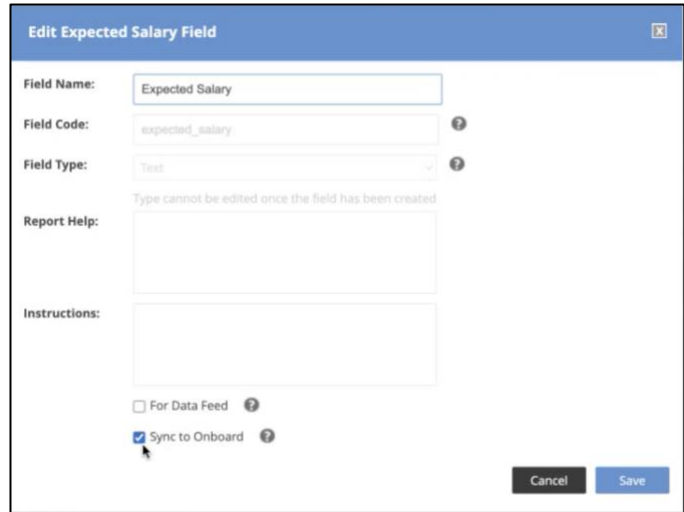 Edit Expected Salary Field
Field Name: Expected Salary
Field Code: expected_salary
Field Type: Text
Type cannot be edited once the field has been created
Report Help:
Instructions:
For Data Feed
Sync to Onboard
Cancel Save